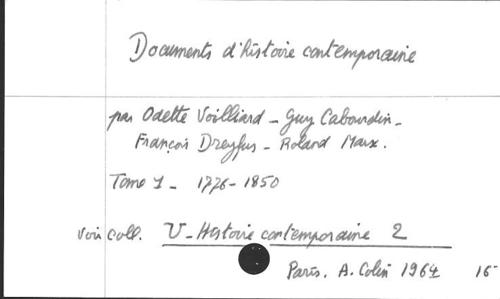 Documents d'histoire contemporaine
par Odette Voilliard - Guy Cabourdin -
François Dreyfus - Roland Marx.
Tome 1 - 1776-1850
voir coll. U - Histoire contemporaine 2
Paris. A. Colin 1964 16-